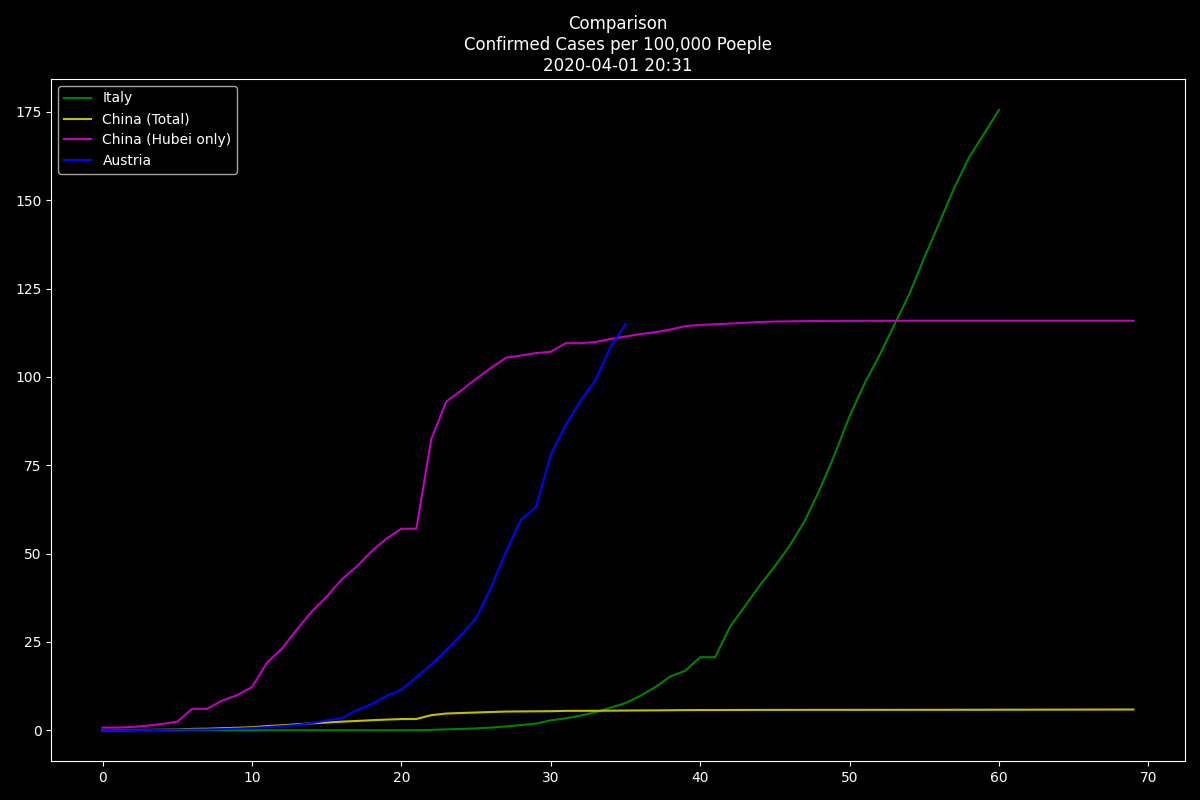 Comparison
Confirmed Cases per 100,000 Poeple
2020-04-01 20:31
Italy
China (Total)
China (Hubei only)
Austria
175
150
125
100
75
50
25
0
0 10 20 30 40 50 60 70